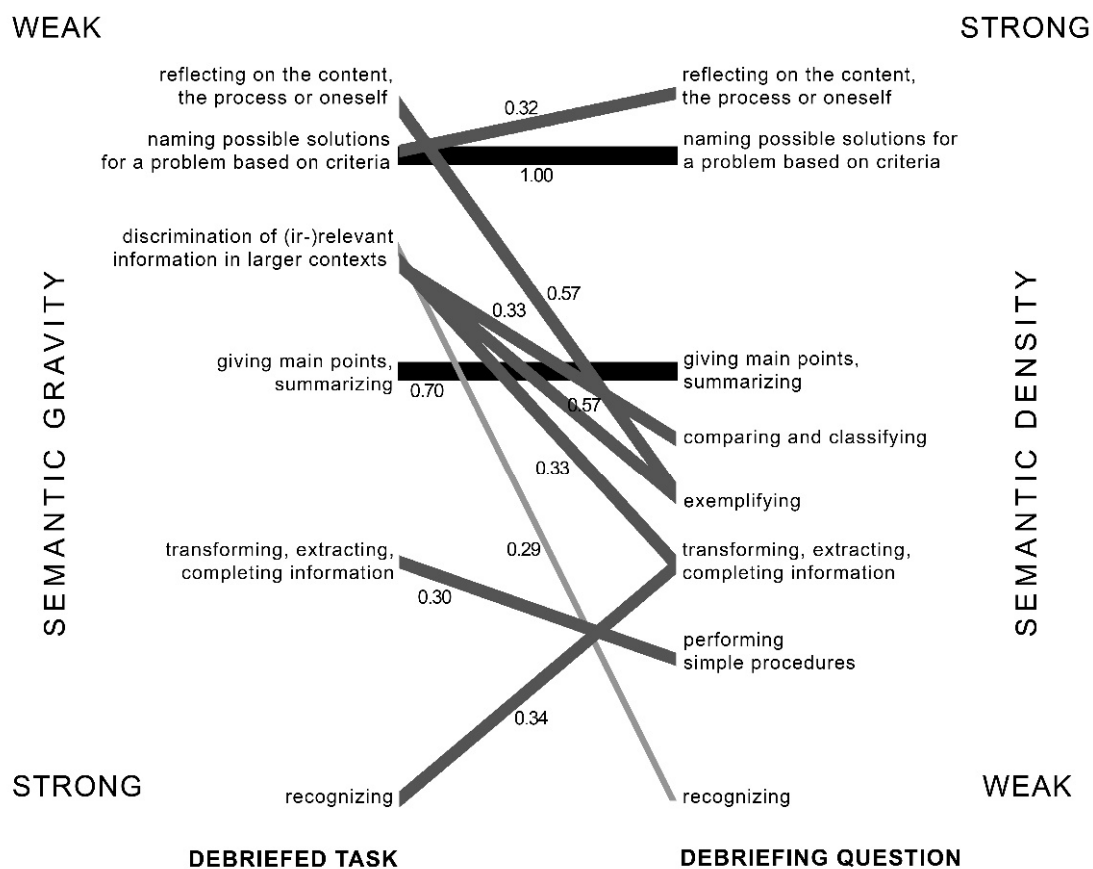 WEAK
STRONG
reflecting on the content,
the process or oneself
reflecting on the content,
the process or oneself
0.32
naming possible solutions
for a problem based on criteria
naming possible solutions for
a problem based on criteria
1.00
discrimination of (ir-)relevant
information in larger contexts
0.57
0.33
SEMANTIC GRAVITY
SEMANTIC DENSITY
giving main points,
summarizing
giving main points,
summarizing
0.70
0.57
comparing and classifying
0.33
exemplifying
transforming, extracting,
completing information
0.29
transforming, extracting,
completing information
0.30
performing
simple procedures
0.34
STRONG
recognizing
recognizing
WEAK
DEBRIEFED TASK
DEBRIEFING QUESTION